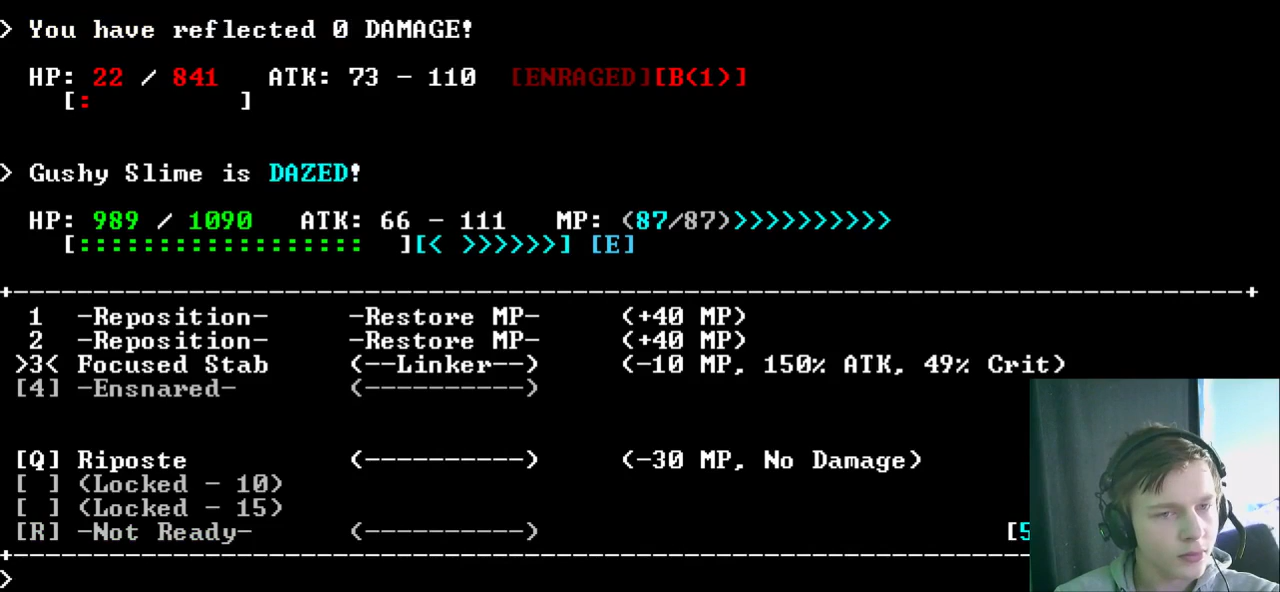 > You have reflected 0 DAMAGE!
HP: 22 / 841 ATK: 73 - 110 [ENRAGED][B(1)]
[: ]
> Gushy Slime is DAZED!
HP: 989 / 1090 ATK: 66 - 111 MP: (87/87)>>>>>>>>>>
[:::::::::::::::::: ][< >>>>>>] [E]
+------------------------------------------------------------------------------+
1 -Reposition- -Restore MP- (+40 MP)
2 -Reposition- -Restore MP- (+40 MP)
>3< Focused Stab (--Linker--) (-10 MP, 150% ATK, 49% Crit)
[4] -Ensnared- (----------)
[Q] Riposte (----------) (-30 MP, No Damage)
[ ] (Locked - 10)
[ ] (Locked - 15)
[R] -Not Ready- (----------) [5
+----------------------------------------------------------------
>